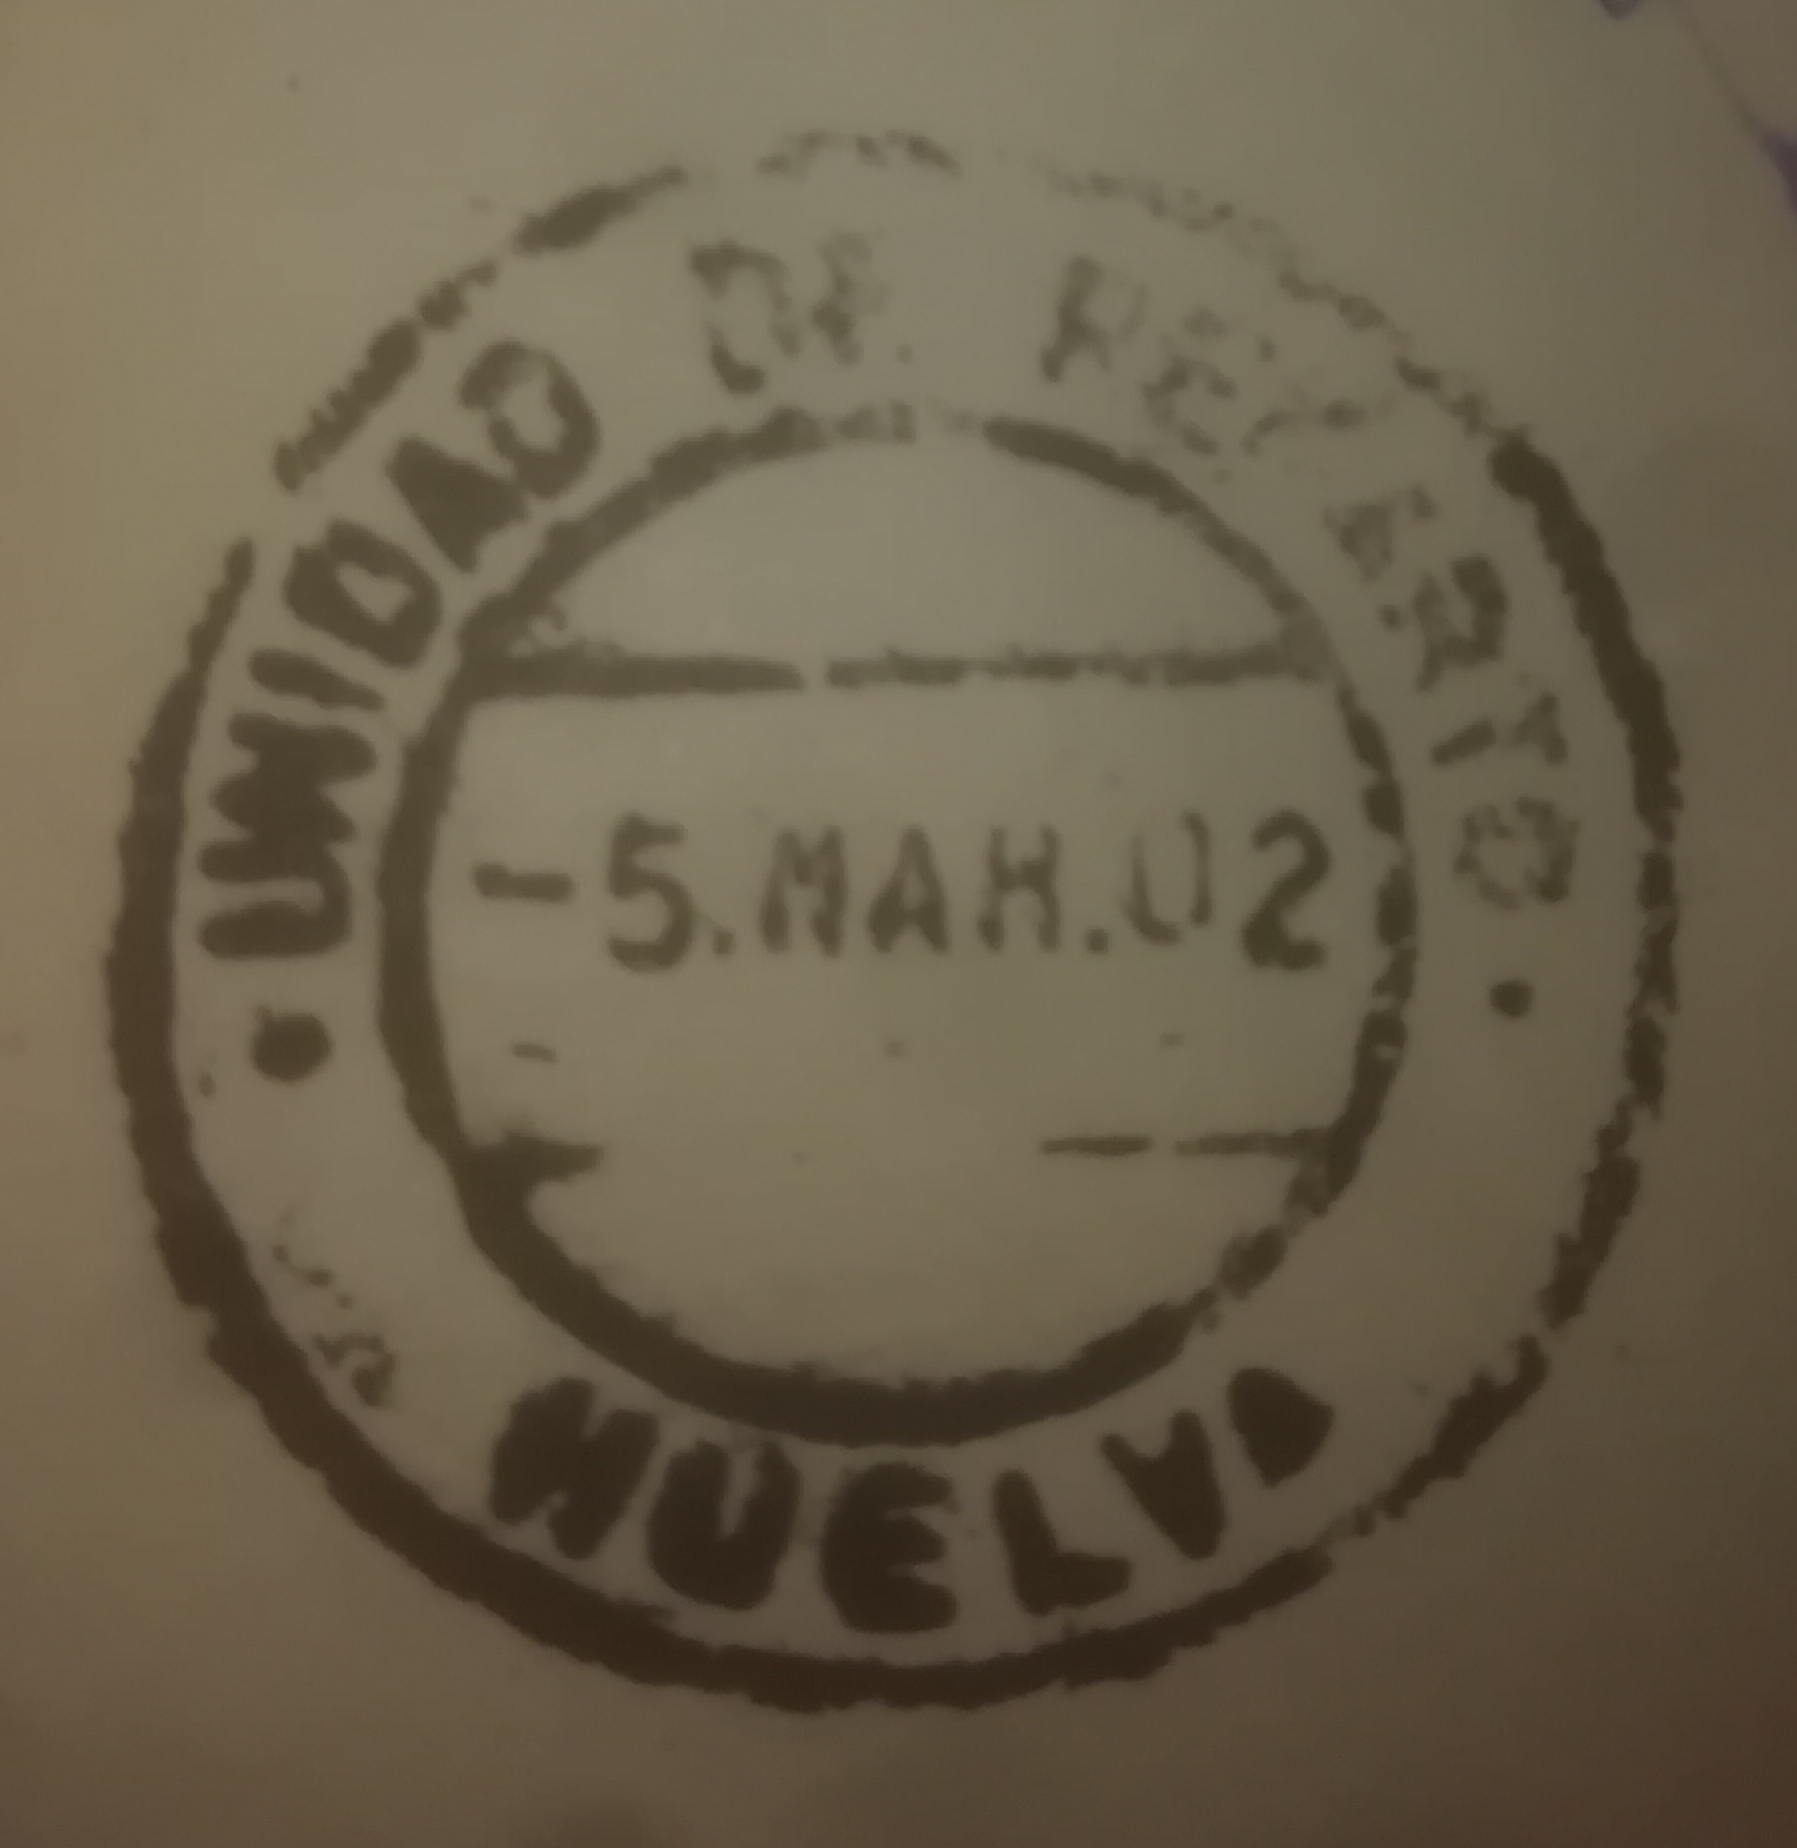 UNIDAD DE REPARTO
-5.MAR.02
HUELVA